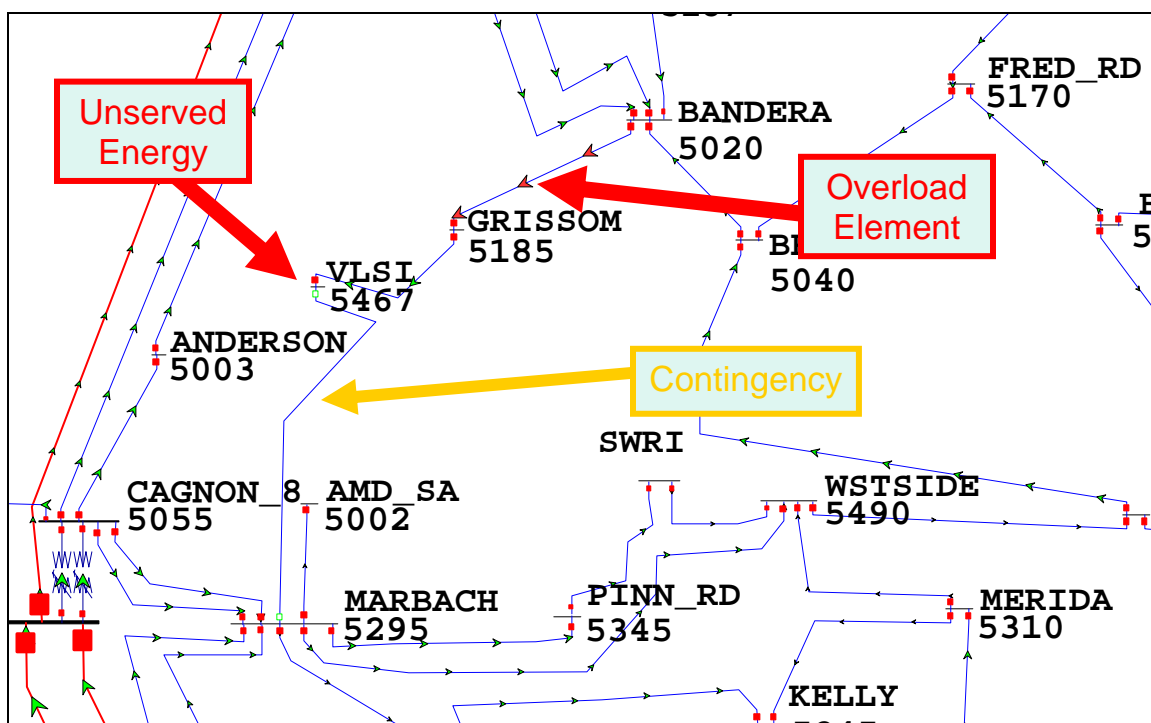 FRED_RD
5170
Unserved
Energy
BANDERA
5020
Overload
Element
GRISSOM
5185
5040
VLSI
5467
ANDERSON
5003
Contingency
SWRI
CAGNON_8
5055
AMD_SA
5002
WSTSIDE
5490
MARBACH
5295
PINN_RD
5345
MERIDA
5310
KELLY